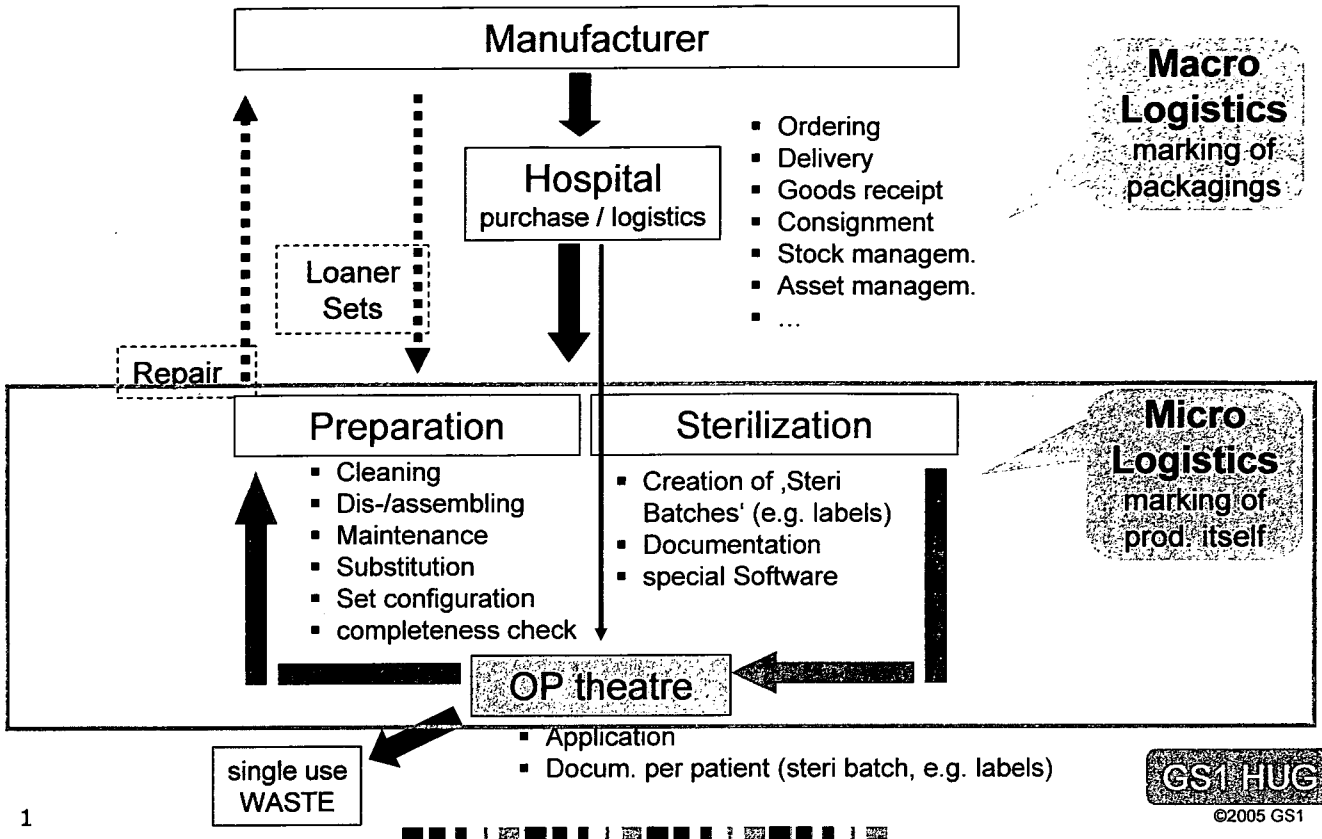 Manufacturer
Macro
Logistics
marking of
packagings
Hospital
purchase / logistics
▪ Ordering
▪ Delivery
▪ Goods receipt
▪ Consignment
▪ Stock managem.
▪ Asset managem.
▪ ...
Loaner
Sets
Repair
Preparation
▪ Cleaning
▪ Dis-/assembling
▪ Maintenance
▪ Substitution
▪ Set configuration
▪ completeness check
Sterilization
▪ Creation of ‚Steri
Batches' (e.g. labels)
▪ Documentation
▪ special Software
Micro
Logistics
marking of
prod. itself
OP theatre
▪ Application
▪ Docum. per patient (steri batch, e.g. labels)
single use
WASTE
GS1 HUG
©2005 GS1
1